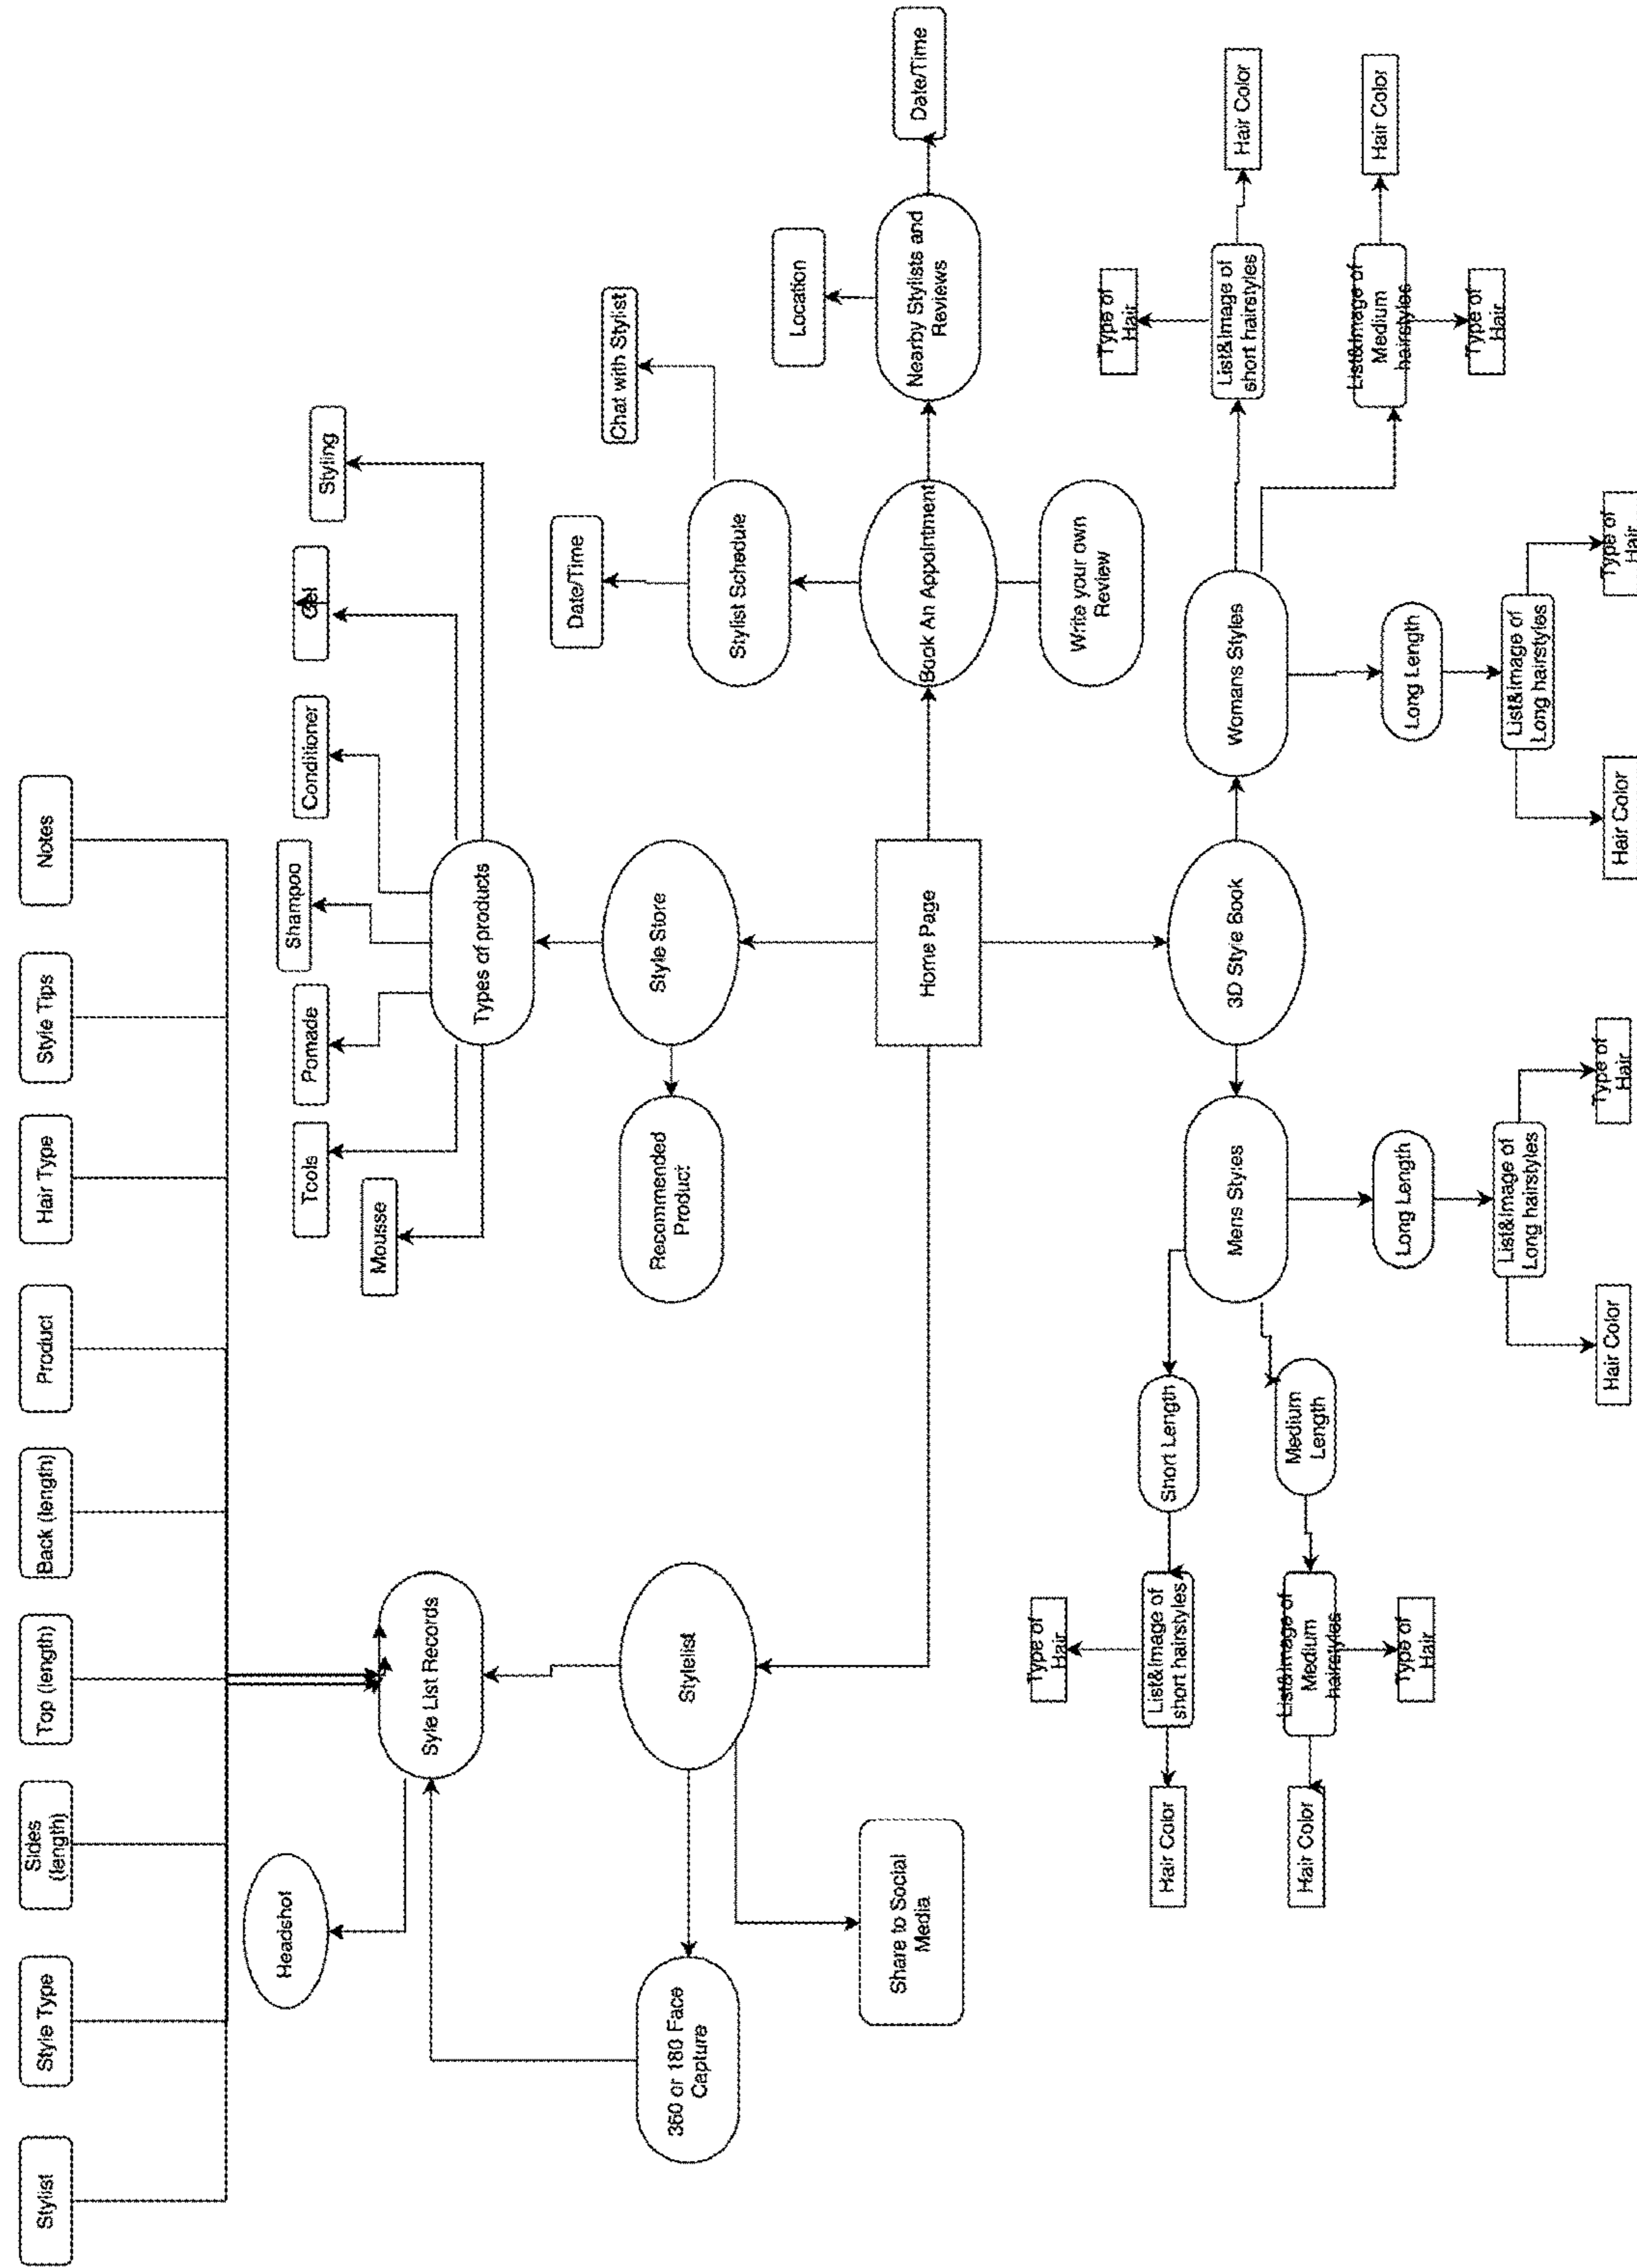 Stylist
Style Type
Sides
(length)
Top (length)
Back (length)
Product
Hair Type
Style Tips
Notes
Headshot
Mousse
Tools
Pomade
Shampoo
Conditioner
Gel
Styling
Syle List Records
Types of products
Date/Time
Chat with Stylist
360 or 180 Face
Capture
Stylelist
Recommended
Product
Style Store
Stylist Schedule
Location
Share to Social
Media
Home Page
Book An Appointment
Nearby Stylists and
Reviews
Date/Time
Write your own
Review
Type of
Hair
Type of
Hair
Hair Color
List&Image of
short hairstyles
Short Length
Mens Styles
3D Style Book
Womans Styles
List&Image of
short hairstyles
Hair Color
Hair Color
List&Image of
Medium
hairstyles
Medium
Length
Long Length
Long Length
List&Image of
Medium
hairstyles
Hair Color
Type of
Hair
Type of
Hair
List&Image of
Long hairstyles
List&Image of
Long hairstyles
Hair Color
Type of
Hair
Hair Color
Type of
Hair